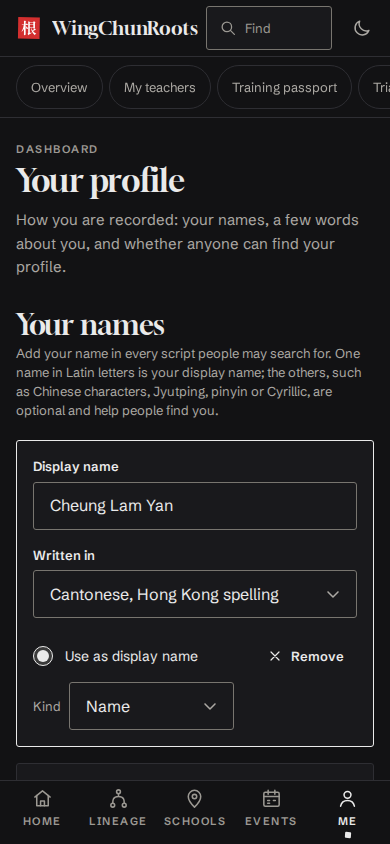 根 WingChunRoots Find
Overview My teachers Training passport
DASHBOARD
Your profile
How you are recorded: your names, a few words
about you, and whether anyone can find your
profile.
Your names
Add your name in every script people may search for. One
name in Latin letters is your display name; the others, such
as Chinese characters, Jyutping, pinyin or Cyrillic, are
optional and help people find you.
Display name
Cheung Lam Yan
Written in
Cantonese, Hong Kong spelling
Use as display name Remove
Kind Name
HOME LINEAGE SCHOOLS EVENTS ME